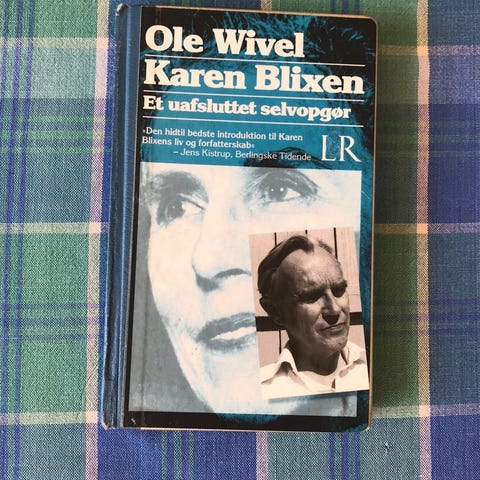 Ole Wivel
Karen Blixen
Et uafsluttet selvopgør
»Den hidtil bedste introduktion til Karen
Blixens liv og forfatterskab«
– Jens Kistrup, Berlingske Tidende
LR